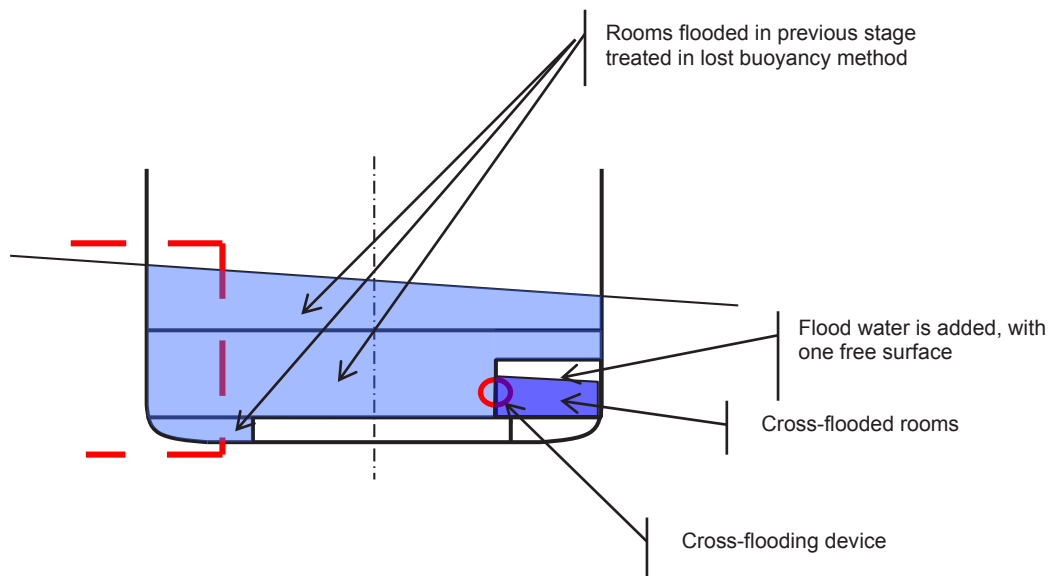 Rooms flooded in previous stage
treated in lost buoyancy method
Flood water is added, with
one free surface
Cross-flooded rooms
Cross-flooding device